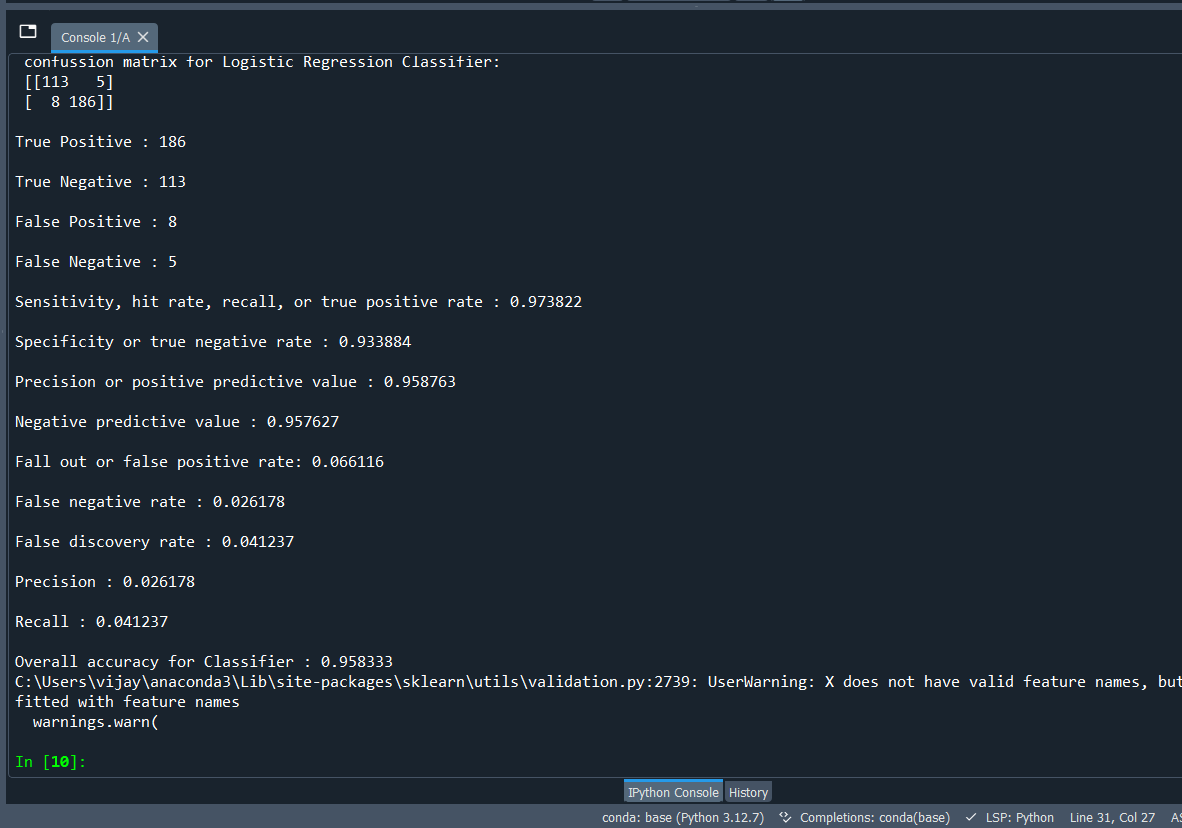 Console 1/A
confussion matrix for Logistic Regression Classifier:
[[113   5]
[  8 186]]
True Positive : 186
True Negative : 113
False Positive : 8
False Negative : 5
Sensitivity, hit rate, recall, or true positive rate : 0.973822
Specificity or true negative rate : 0.933884
Precision or positive predictive value : 0.958763
Negative predictive value : 0.957627
Fall out or false positive rate: 0.066116
False negative rate : 0.026178
False discovery rate : 0.041237
Precision : 0.026178
Recall : 0.041237
Overall accuracy for Classifier : 0.958333
C:\Users\vijay\anaconda3\Lib\site-packages\sklearn\utils\validation.py:2739: UserWarning: X does not have valid feature names, but
fitted with feature names
warnings.warn(
In [10]:
IPython Console History
conda: base (Python 3.12.7) Completions: conda(base) LSP: Python Line 31, Col 27 AS